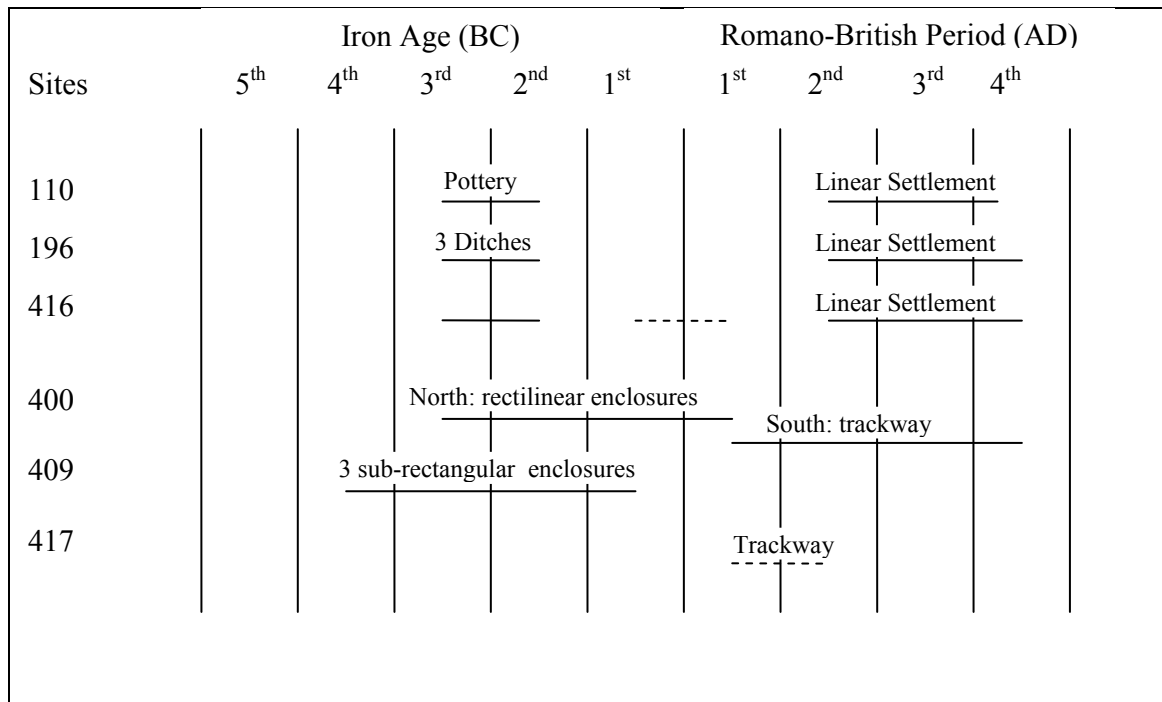 Iron Age (BC) Romano-British Period (AD)
Sites 5th 4th 3rd 2nd 1st 1st 2nd 3rd 4th
110 Pottery Linear Settlement
196 3 Ditches Linear Settlement
416 Linear Settlement
400 North: rectilinear enclosures
South: trackway
409 3 sub-rectangular enclosures
417 Trackway